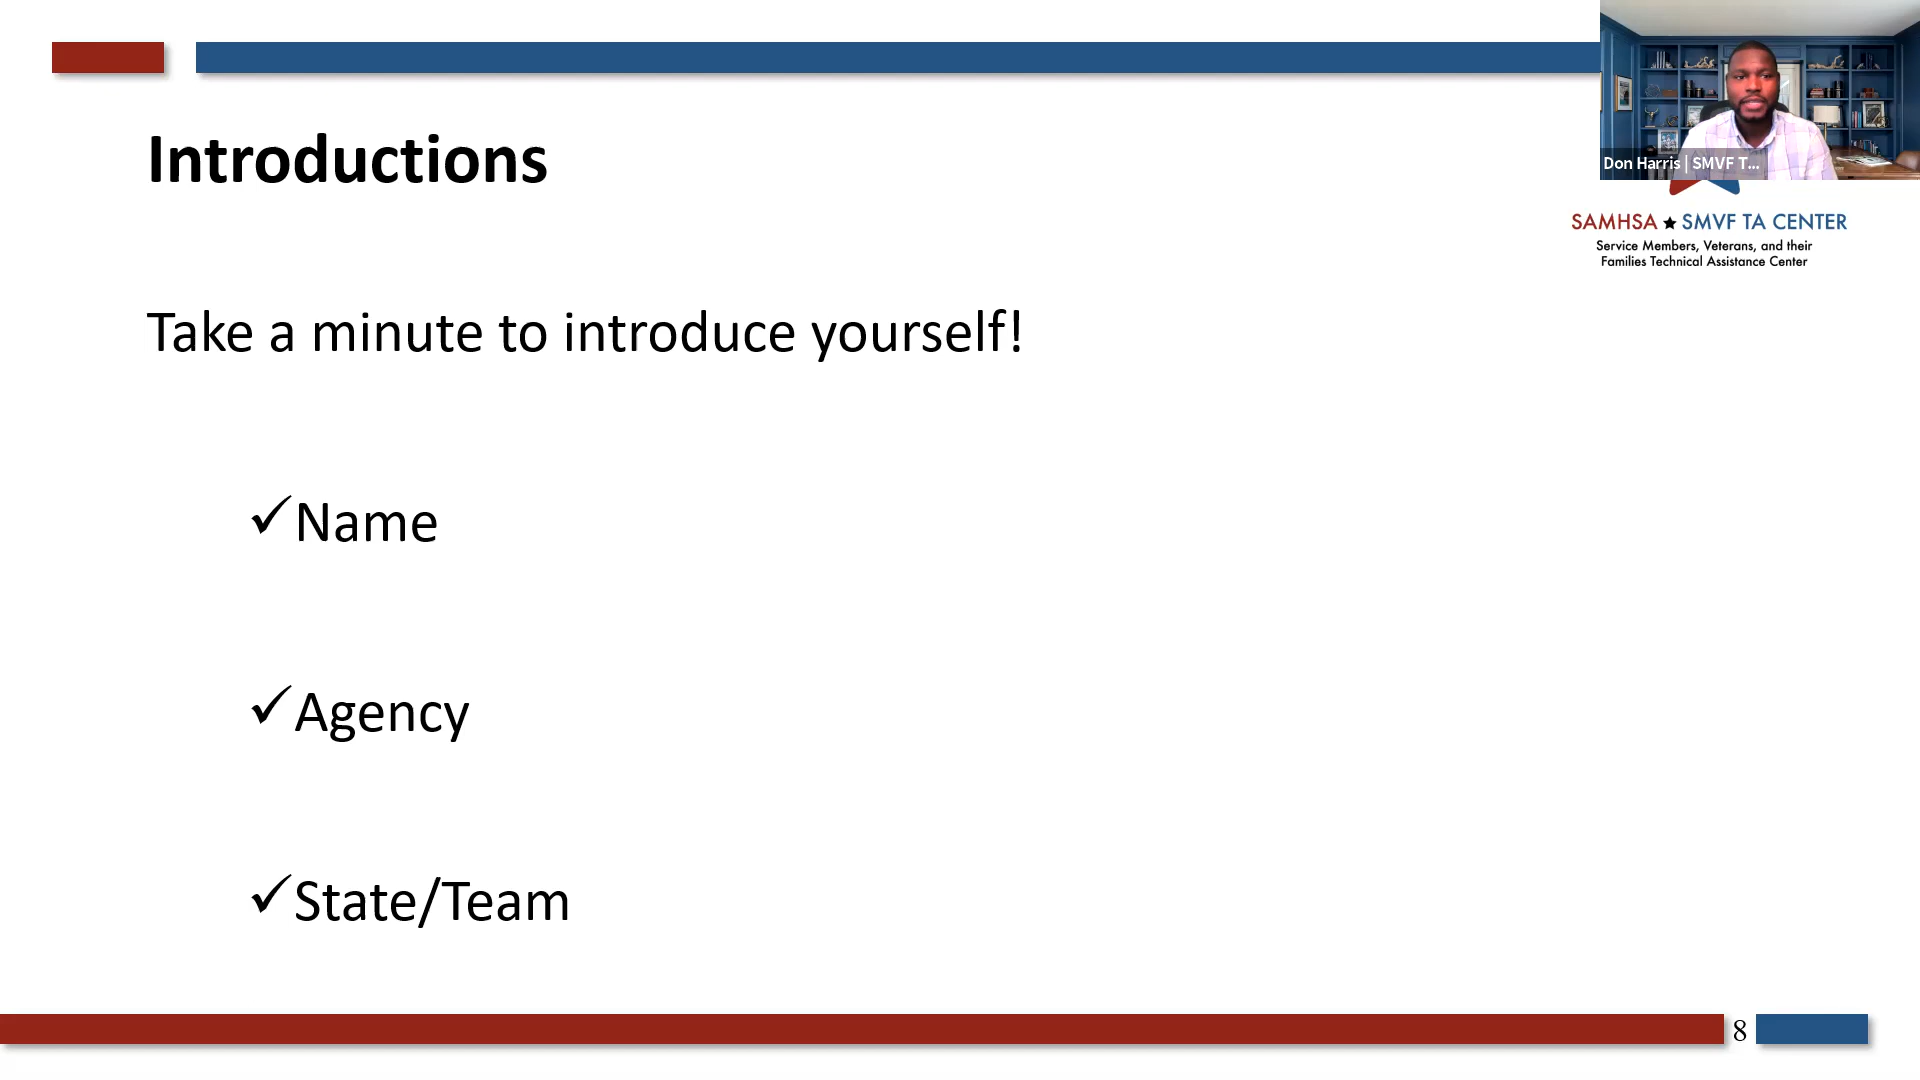 Introductions
Don Harris | SMVF T...
SAMHSA ★ SMVF TA CENTER
Service Members, Veterans, and their
Families Technical Assistance Center
Take a minute to introduce yourself!
✓Name
✓Agency
✓State/Team
8